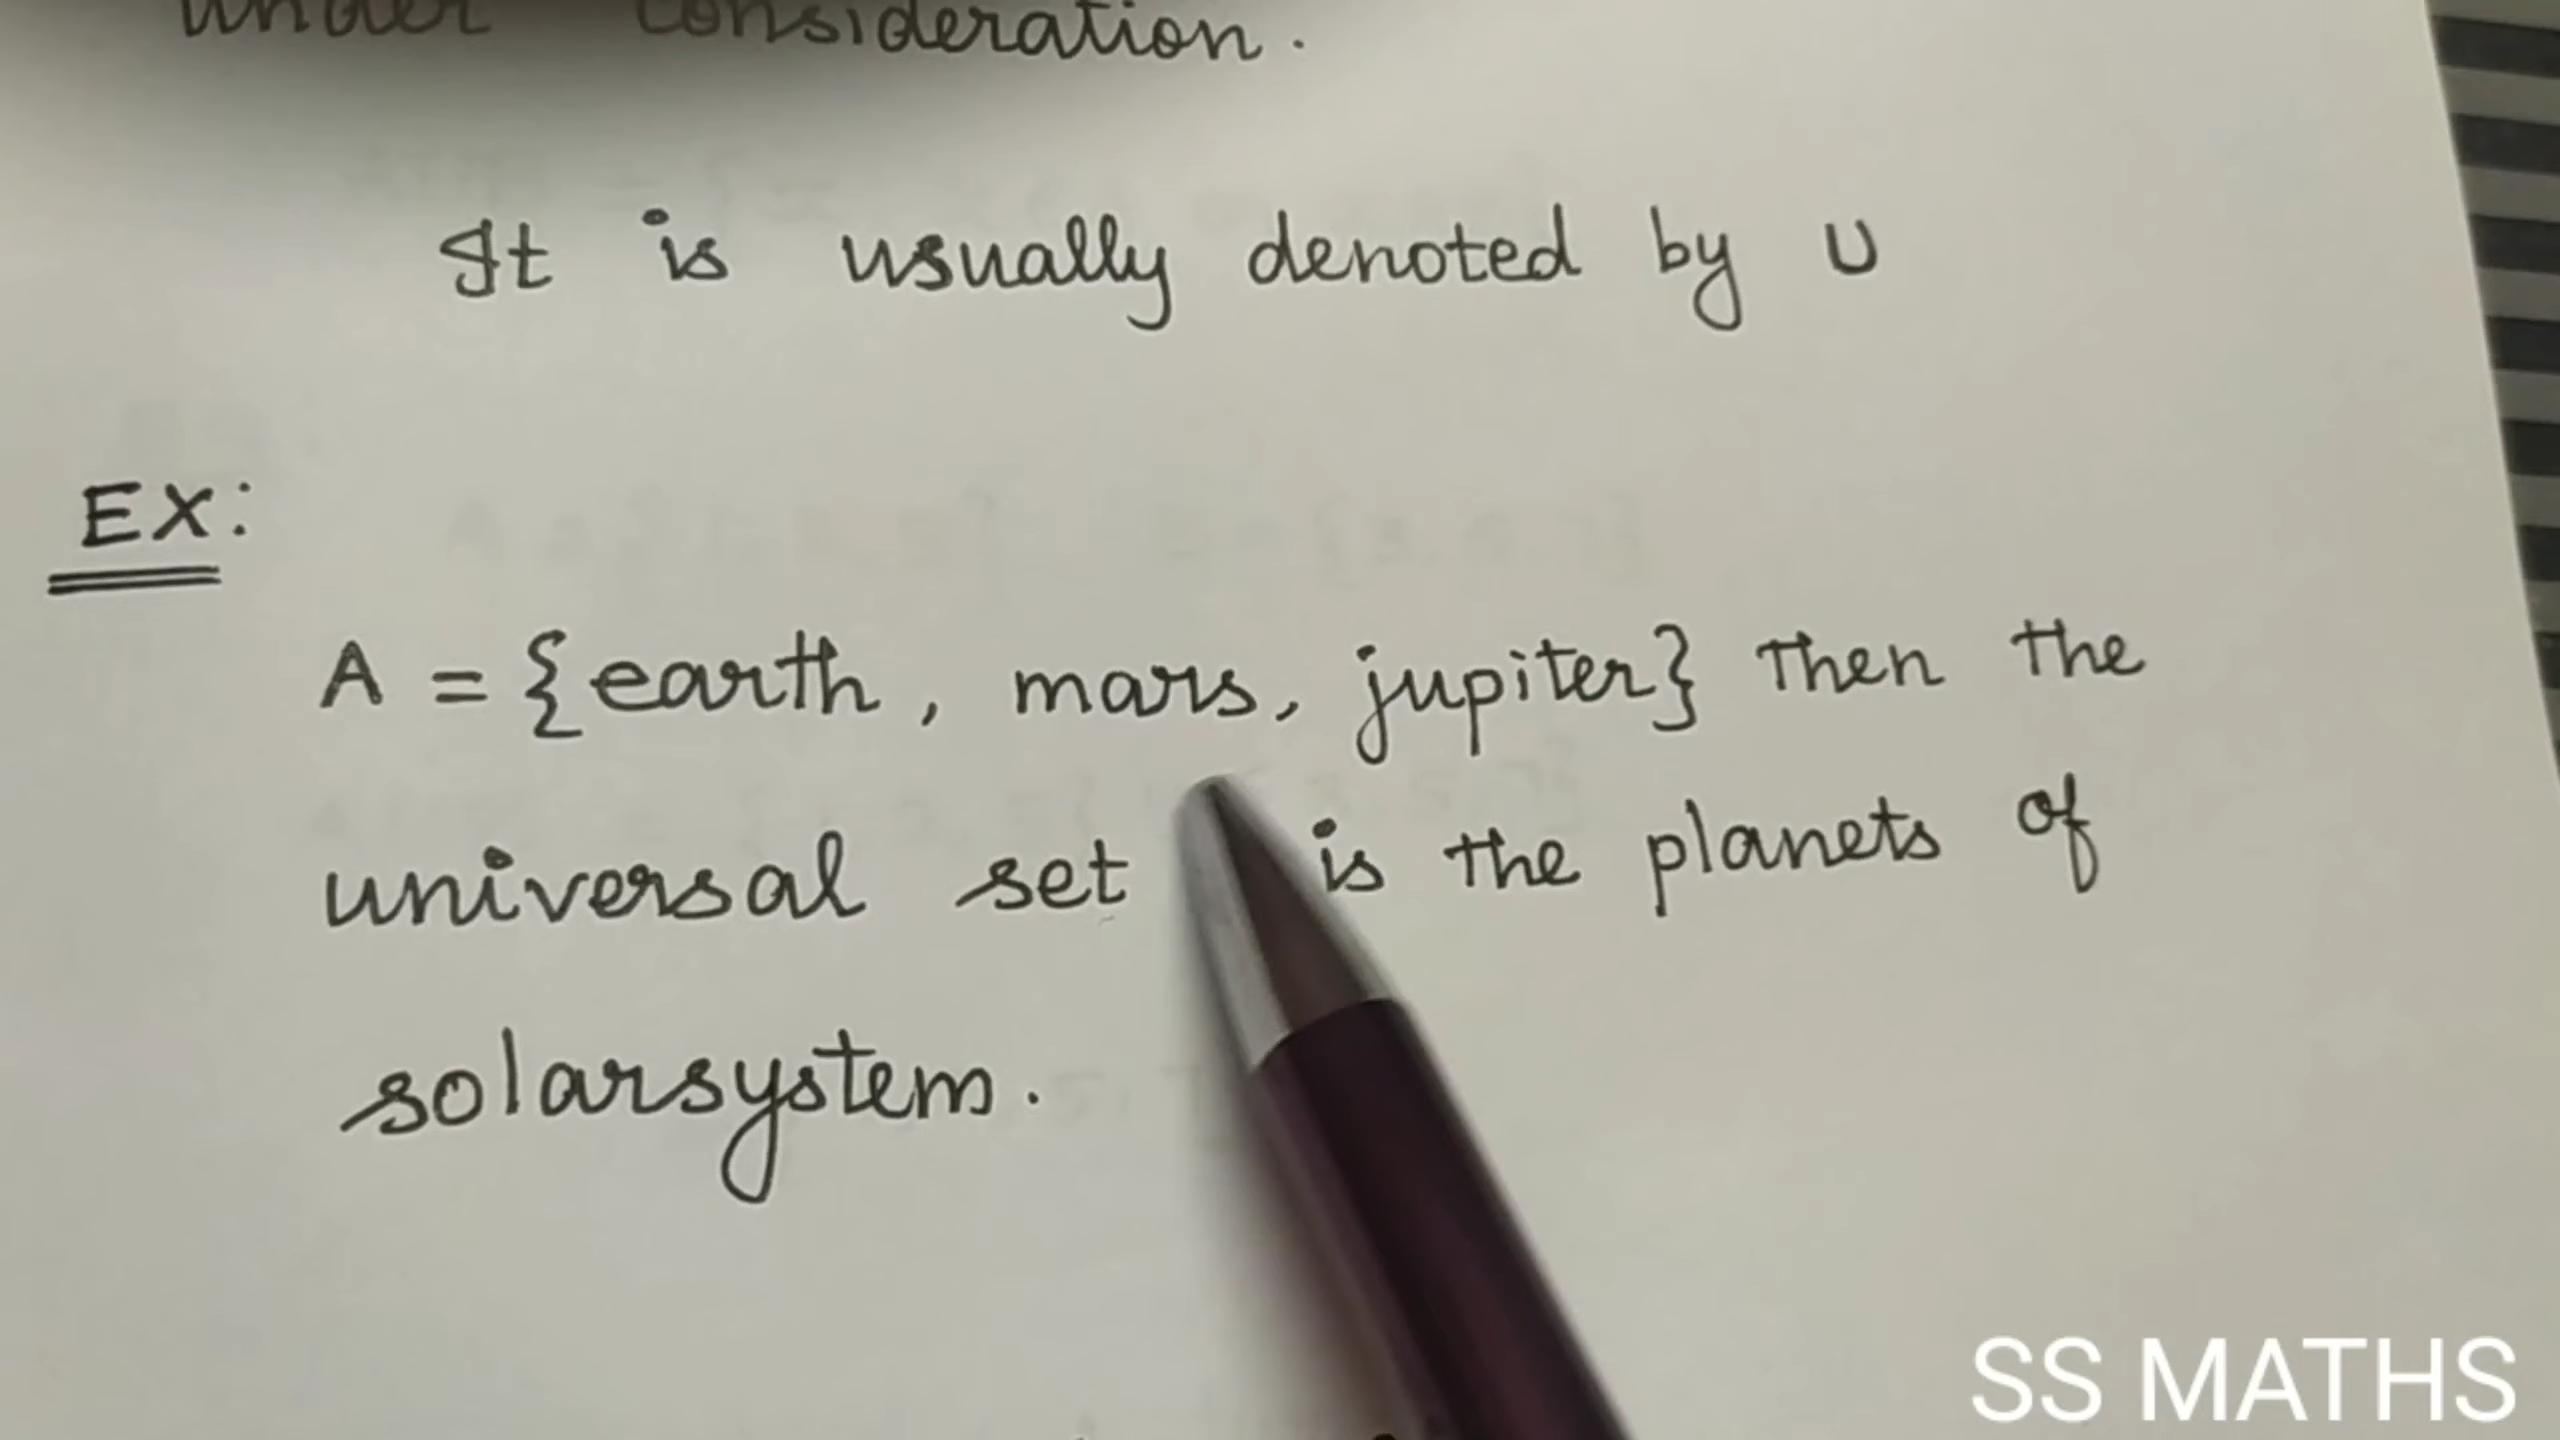 under consideration.
It is usually denoted by U
EX:
A = {earth, mars, jupiter} Then the
universal set is the planets of
solarsystem.
SS MATHS